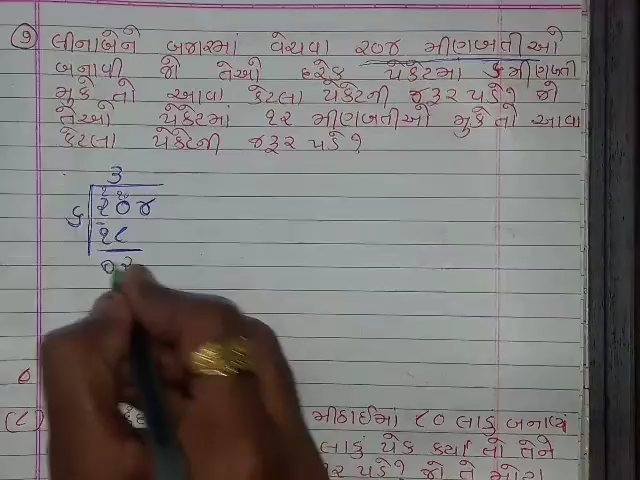 ૭ લીનાબેને બજારમાં વેચવા ૨૦૪ મીણબતીઓ
બનાવી જો તેઓ દરેક પેકેટમા ૬ મીણબતી
મુકે તો આવા કેટલા પેકેટની જરૂર પડે? જો
તેઓ પેકેટમાં ૧૨ મીણબતીઓ મુકે તો આવા
કેટલા પેકેટની જરૂર પડે?
૩
૬ ૨૦૪
૧૮
૦૨
(૮) મીઠાઈમાં ૮૦ લાડુ બનાવ્યાં
લાડું પેક કર્યા તો તેને
પડે? જો તે